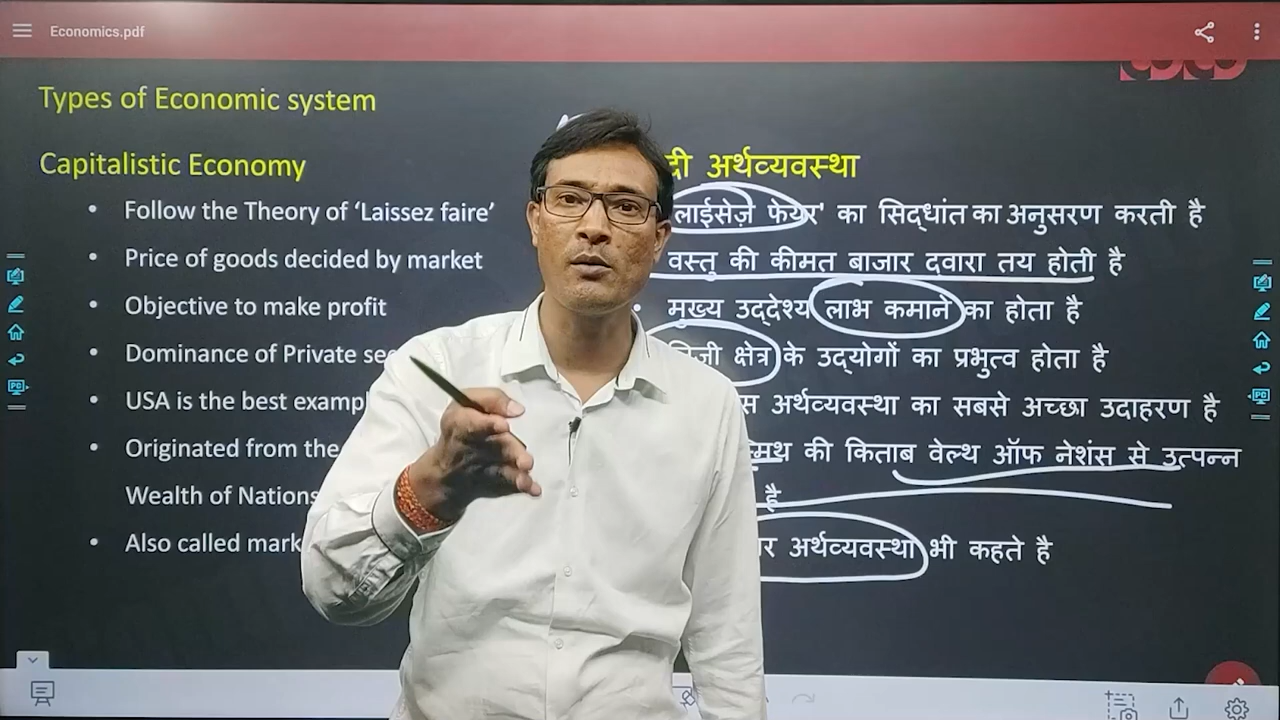 Economics.pdf
Types of Economic system
Capitalistic Economy
• Follow the Theory of ‘Laissez faire’
• Price of goods decided by market
• Objective to make profit
• Dominance of Private
• USA is the best
• Originated from the
Wealth of Nations
• Also called
अर्थव्यवस्था
लाईसेज़े फेयर' का सिद्धांत का अनुसरण करती है
वस्तु की कीमत बाजार दवारा तय होती है
• मुख्य उद्देश्य लाभ कमाने का होता है
निजी क्षेत्र के उद्योगों का प्रभुत्व होता है
अर्थव्यवस्था का सबसे अच्छा उदाहरण है
की किताब वेल्थ ऑफ नेशंस से उत्पन्न
है
अर्थव्यवस्था भी कहते है
PC
PC